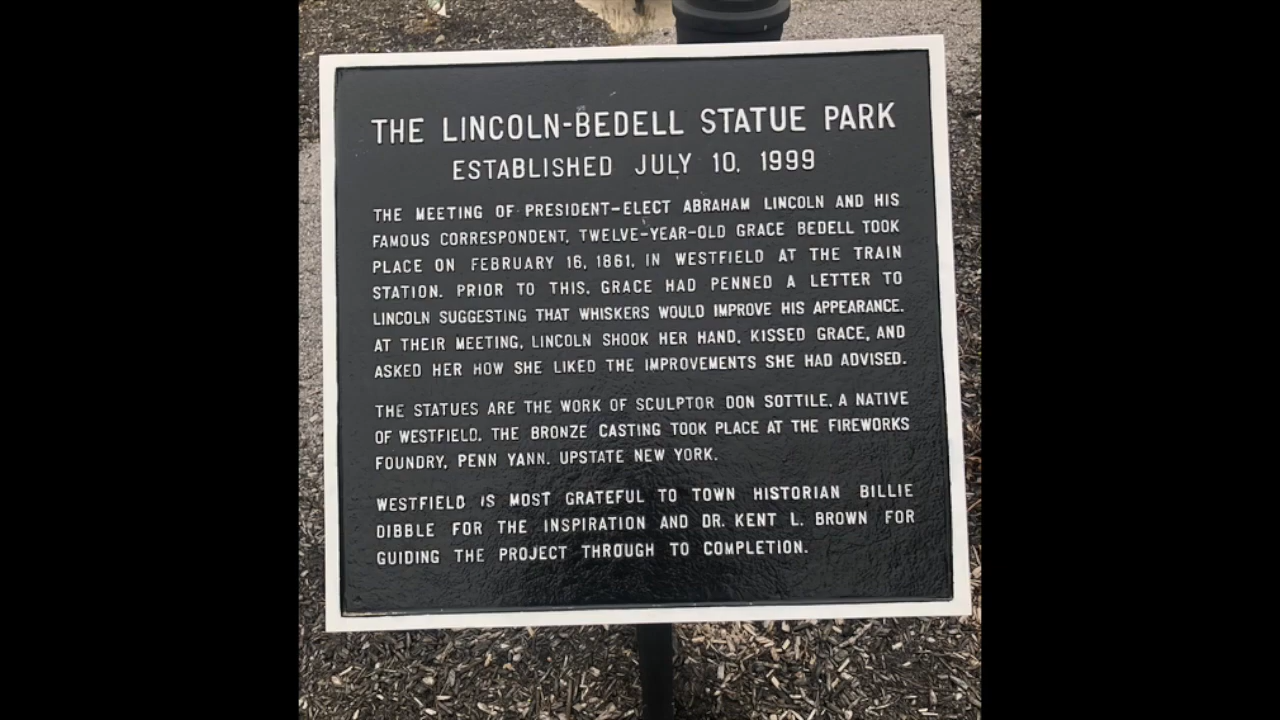 THE LINCOLN-BEDELL STATUE PARK
ESTABLISHED JULY 10, 1999
THE MEETING OF PRESIDENT-ELECT ABRAHAM LINCOLN AND HIS
FAMOUS CORRESPONDENT, TWELVE-YEAR-OLD GRACE BEDELL TOOK
PLACE ON FEBRUARY 16, 1861, IN WESTFIELD AT THE TRAIN
STATION. PRIOR TO THIS, GRACE HAD PENNED A LETTER TO
LINCOLN SUGGESTING THAT WHISKERS WOULD IMPROVE HIS APPEARANCE.
AT THEIR MEETING, LINCOLN SHOOK HER HAND, KISSED GRACE, AND
ASKED HER HOW SHE LIKED THE IMPROVEMENTS SHE HAD ADVISED.
THE STATUES ARE THE WORK OF SCULPTOR DON SOTTILE, A NATIVE
OF WESTFIELD. THE BRONZE CASTING TOOK PLACE AT THE FIREWORKS
FOUNDRY, PENN YANN, UPSTATE NEW YORK.
WESTFIELD IS MOST GRATEFUL TO TOWN HISTORIAN BILLIE
DIBBLE FOR THE INSPIRATION AND DR. KENT L. BROWN FOR
GUIDING THE PROJECT THROUGH TO COMPLETION.